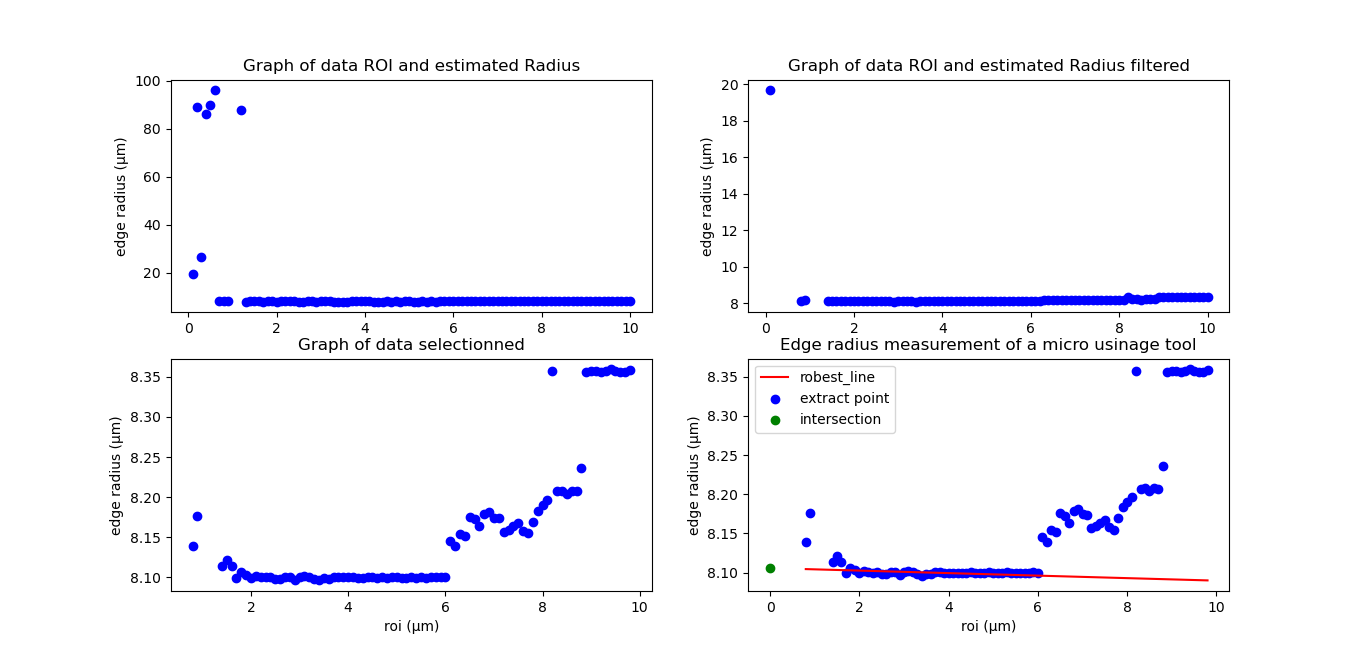 Graph of data ROI and estimated Radius
edge radius (μm)
100
80
60
40
20
0 2 4 6 8 10
Graph of data ROI and estimated Radius filtered
edge radius (μm)
20
18
16
14
12
10
8
0 2 4 6 8 10
Graph of data selectionned
edge radius (μm)
8.35
8.30
8.25
8.20
8.15
8.10
2 4 6 8 10
roi (μm)
Edge radius measurement of a micro usinage tool
edge radius (μm)
8.35
8.30
8.25
8.20
8.15
8.10
robest_line
extract point
intersection
0 2 4 6 8 10
roi (μm)